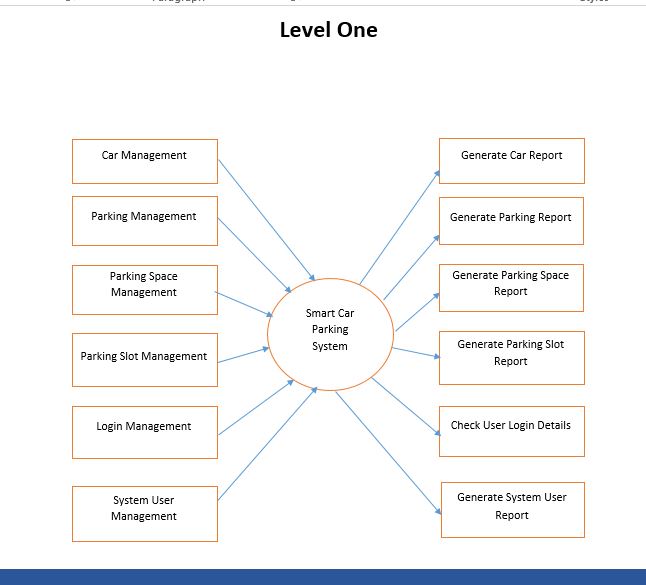 Level One
Car Management
Parking Management
Parking Space
Management
Parking Slot Management
Login Management
System User
Management
Smart Car
Parking
System
Generate Car Report
Generate Parking Report
Generate Parking Space
Report
Generate Parking Slot
Report
Check User Login Details
Generate System User
Report